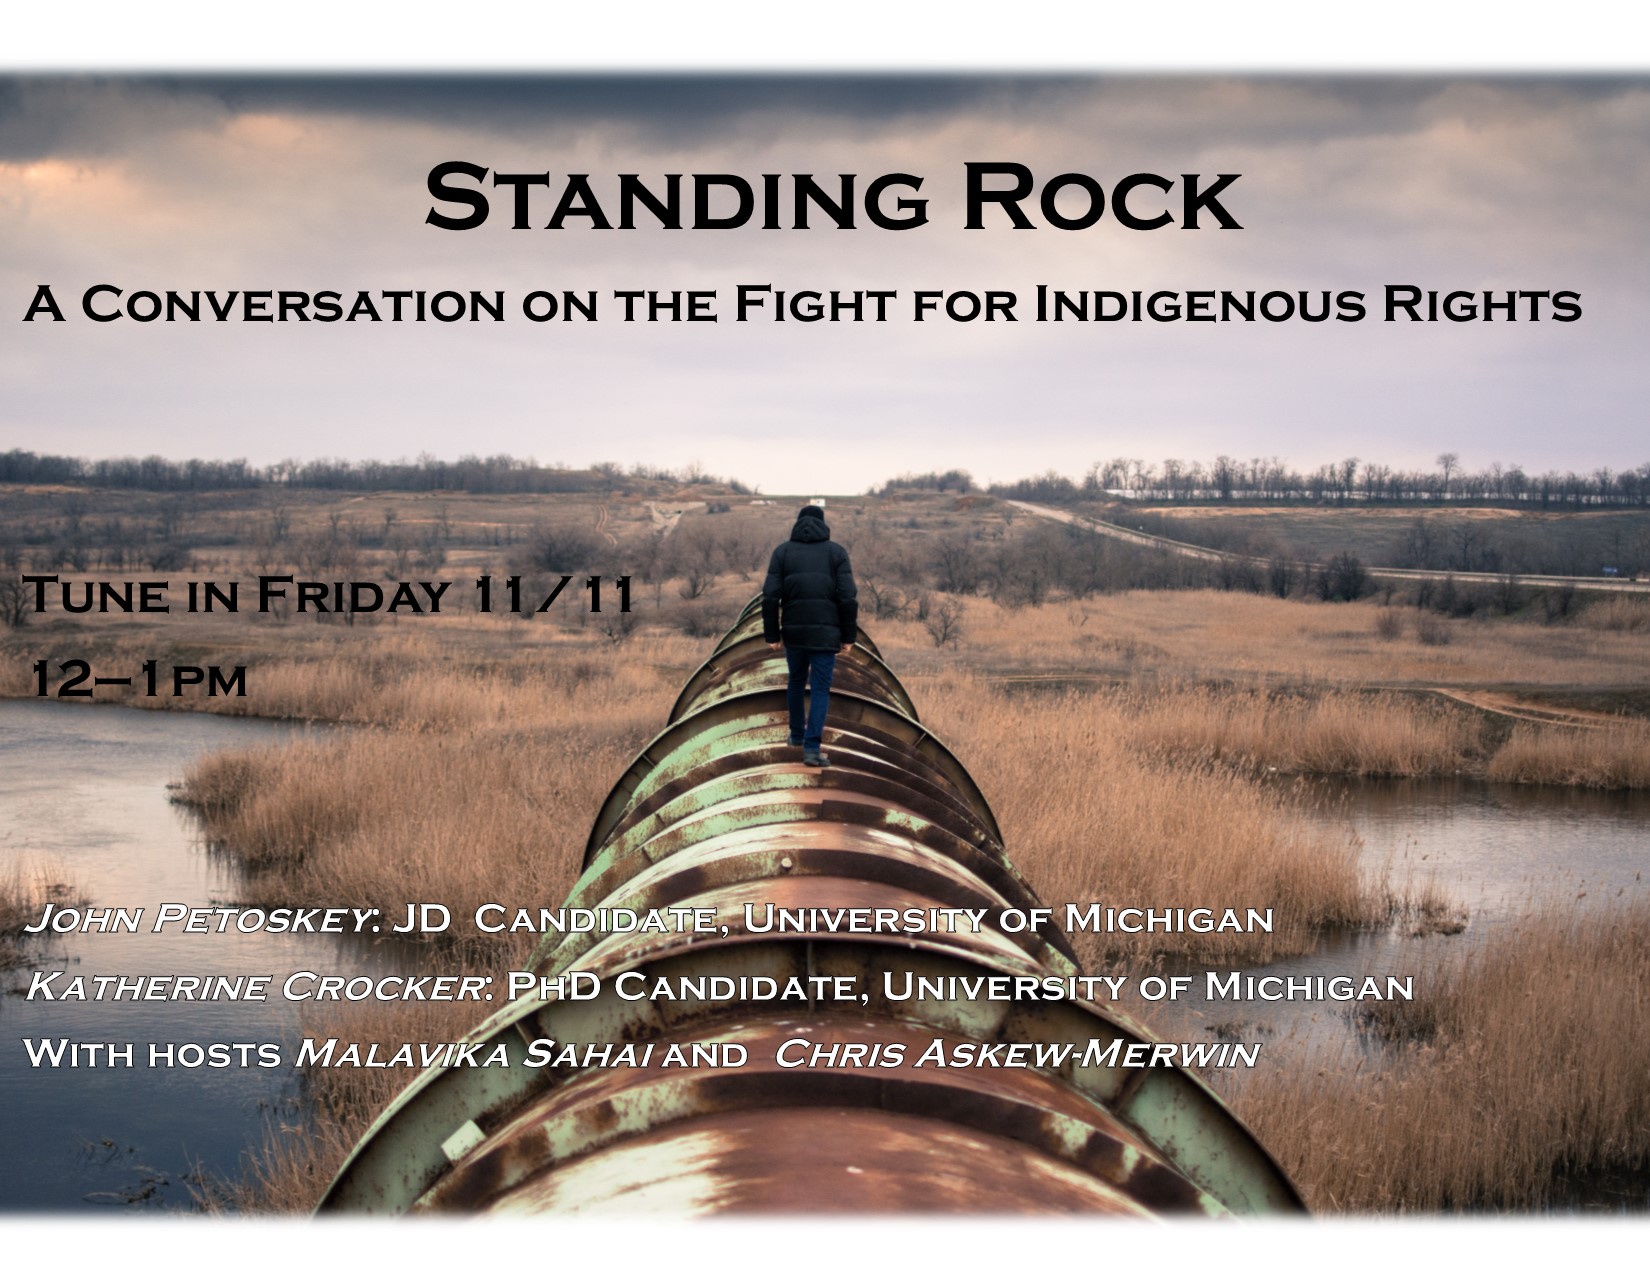 Standing Rock
A Conversation on the Fight for Indigenous Rights
Tune in Friday 11/11
12–1pm
John Petoskey: JD Candidate, University of Michigan
Katherine Crocker: PhD Candidate, University of Michigan
With hosts Malavika Sahai and Chris Askew-Merwin